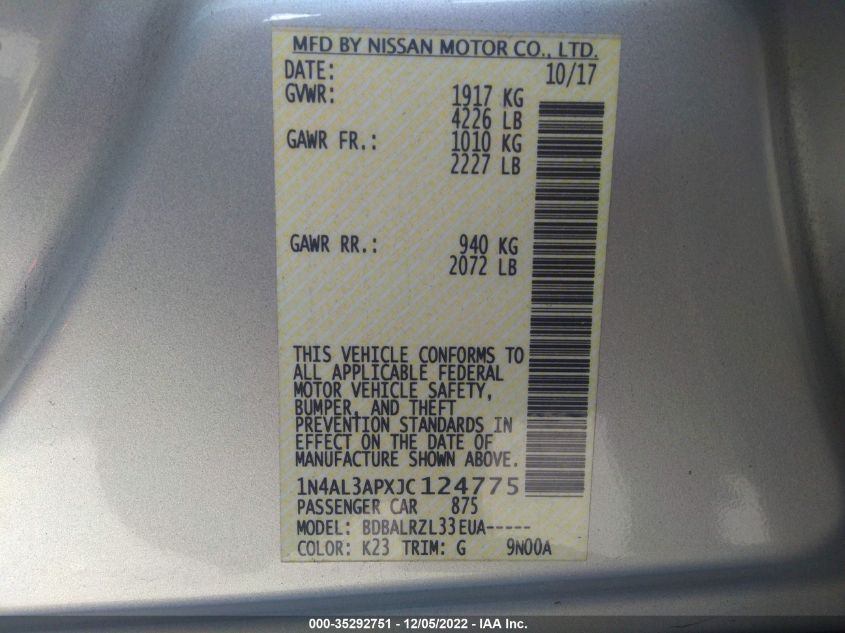 MFD BY NISSAN MOTOR CO., LTD.
DATE: 10/17
GVWR: 1917 KG
4226 LB
GAWR FR.: 1010 KG
2227 LB
GAWR RR.: 940 KG
2072 LB
THIS VEHICLE CONFORMS TO
ALL APPLICABLE FEDERAL
MOTOR VEHICLE SAFETY,
BUMPER, AND THEFT
PREVENTION STANDARDS IN
EFFECT ON THE DATE OF
MANUFACTURE SHOWN ABOVE.
1N4AL3APXJC124775
PASSENGER CAR 875
MODEL: BDBALRZL33EUA-----
COLOR: K23 TRIM: G 9N00A
000-35292751 - 12/05/2022 - IAA Inc.